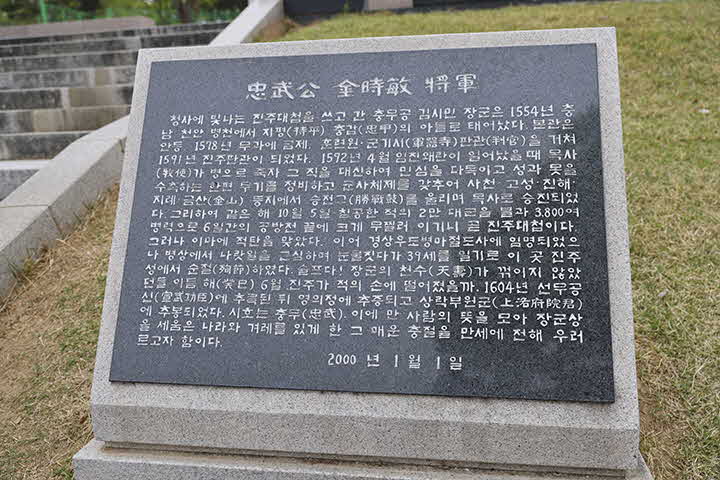 忠武公 金時敏 將軍
청사에 빛나는 진주대첩을 쓰고 간 충무공 김시민 장군은 1554년 충
남 천안 병천에서 지평(持平) 충갑(忠甲)의 아들로 태어났다. 본관은
안동. 1578년 무과에 급제. 훈련원·군기시(軍器寺)판관(判官)을 거쳐
1591년 진주판관이 되었다. 1592년 4월 임진왜란이 일어났을 때 목사
(牧使)가 병으로 죽자 그 직을 대신하여 민심을 다독이고 성과 못을
수축하는 한편 무기를 정비하고 군사체제를 갖추어 사천·고성·진해·
지례·금산(金山) 등지에서 승전고(勝戰鼓)를 울리며 목사로 승진되었
다. 그리하여 같은 해 10월 5일 침공한 적의 2만 대군을 불과 3,800여
병력으로 6일간의 공방전 끝에 크게 무찔러 이기니 곧 진주대첩이다.
그러나 이마에 적탄을 맞았다. 이어 경상우도병마절도사에 임명되었으
나 병상에서 나랏일을 근심하며 눈물짓다가 39세를 일기로 이 곳 진주
성에서 순절(殉節)하였다. 슬프다! 장군의 천수(天壽)가 꺾이지 않았
던들 이듬 해(癸巳) 6월 진주가 적의 손에 떨어졌을까. 1604년 선무공
신(宣武功臣)에 추록된 뒤 영의정에 추증되고 상락부원군(上洛府院君)
에 추봉되었다. 시호는 충무(忠武). 이에 만 사람의 뜻을 모아 장군상
을 세움은 나라와 겨레를 있게 한 그 매운 충절을 만세에 전해 우러
르고자 함이다.
2000 년 1 월 1 일